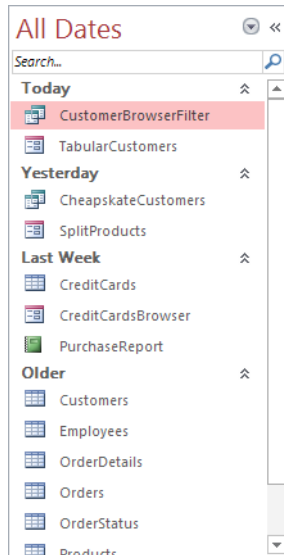 All Dates
Search...
Today
CustomerBrowserFilter
TabularCustomers
Yesterday
CheapskateCustomers
SplitProducts
Last Week
CreditCards
CreditCardsBrowser
PurchaseReport
Older
Customers
Employees
OrderDetails
Orders
OrderStatus
Products